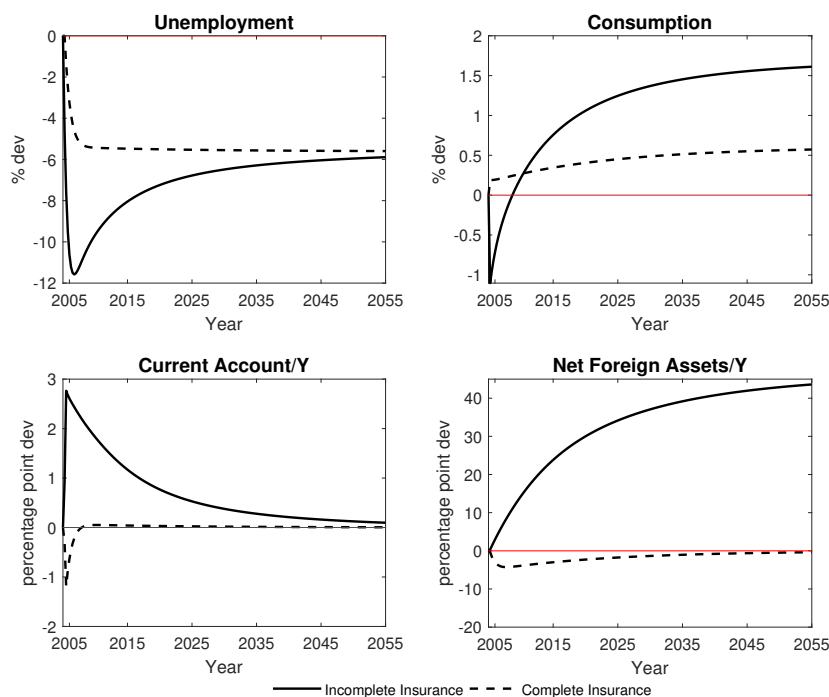 Unemployment
0
-2
-4
-6
-8
-10
-12
% dev
2005 2015 2025 2035 2045 2055
Year
Consumption
2
1.5
1
0.5
0
-0.5
-1
% dev
2005 2015 2025 2035 2045 2055
Year
Current Account/Y
3
2
1
0
-1
-2
percentage point dev
2005 2015 2025 2035 2045 2055
Year
Net Foreign Assets/Y
40
30
20
10
0
-10
-20
percentage point dev
2005 2015 2025 2035 2045 2055
Year
Incomplete Insurance Complete Insurance